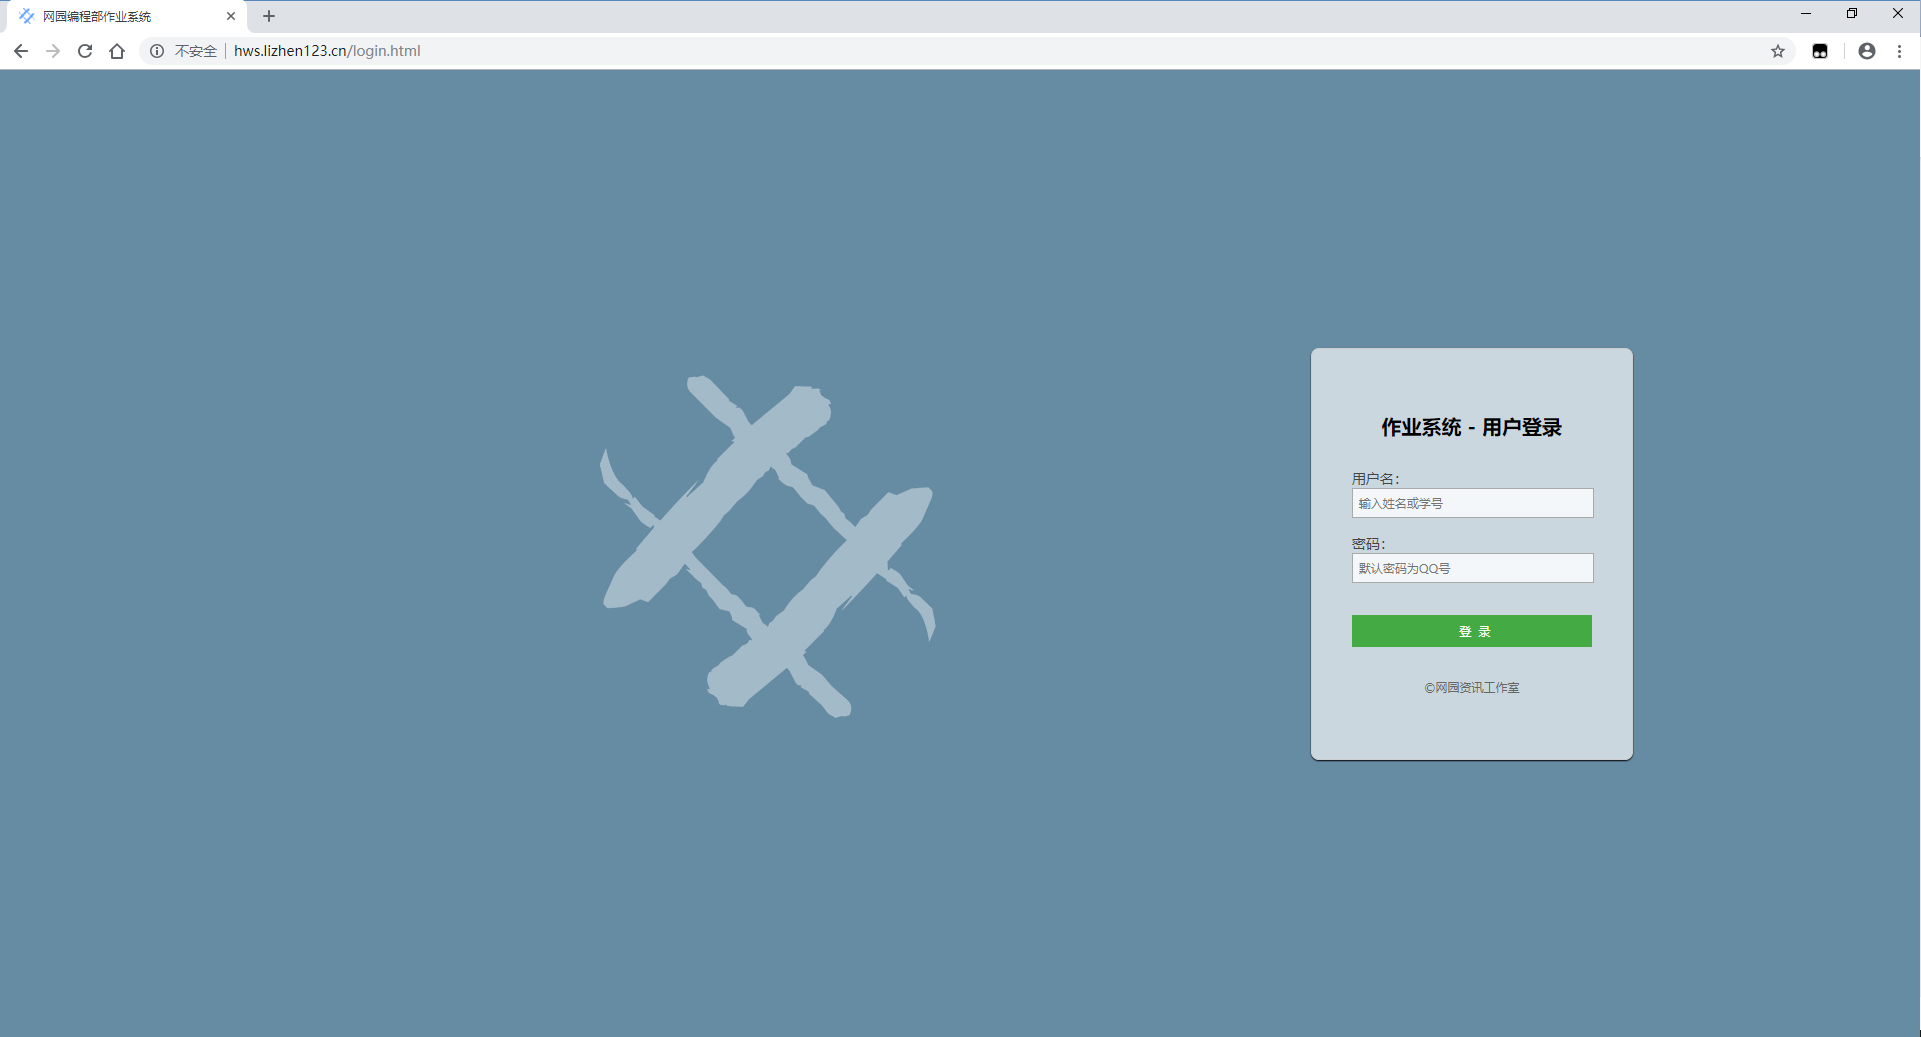 网园编程部作业系统
不安全 hws.lizhen123.cn/login.html
作业系统 - 用户登录
用户名：
输入姓名或学号
密码：
默认密码为QQ号
登 录
©网园资讯工作室